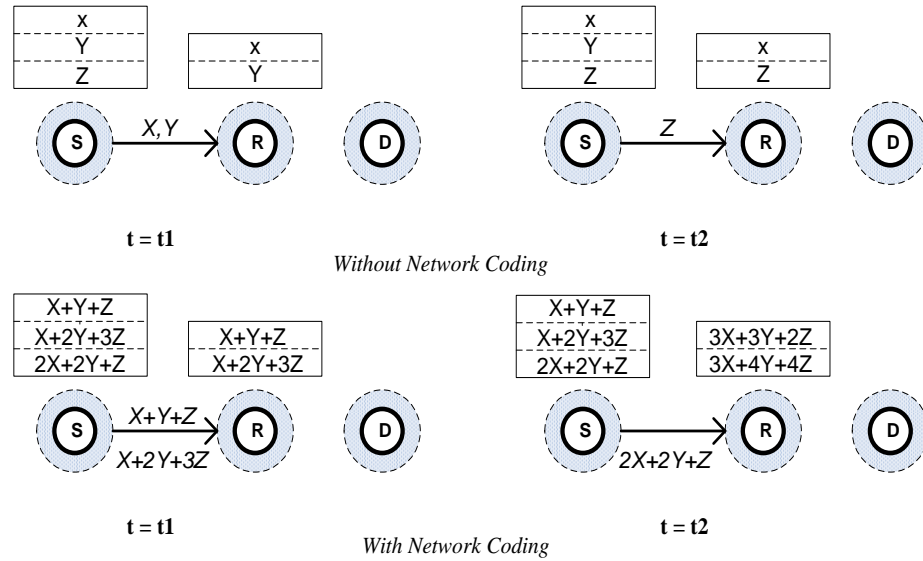 x
Y
Z
x
Y
S
X,Y
R
D
t = t1
x
Y
Z
x
Z
S
Z
R
D
t = t2
Without Network Coding
X+Y+Z
X+2Y+3Z
2X+2Y+Z
X+Y+Z
X+2Y+3Z
S
X+Y+Z
X+2Y+3Z
R
D
t = t1
X+Y+Z
X+2Y+3Z
2X+2Y+Z
3X+3Y+2Z
3X+4Y+4Z
S
2X+2Y+Z
R
D
t = t2
With Network Coding